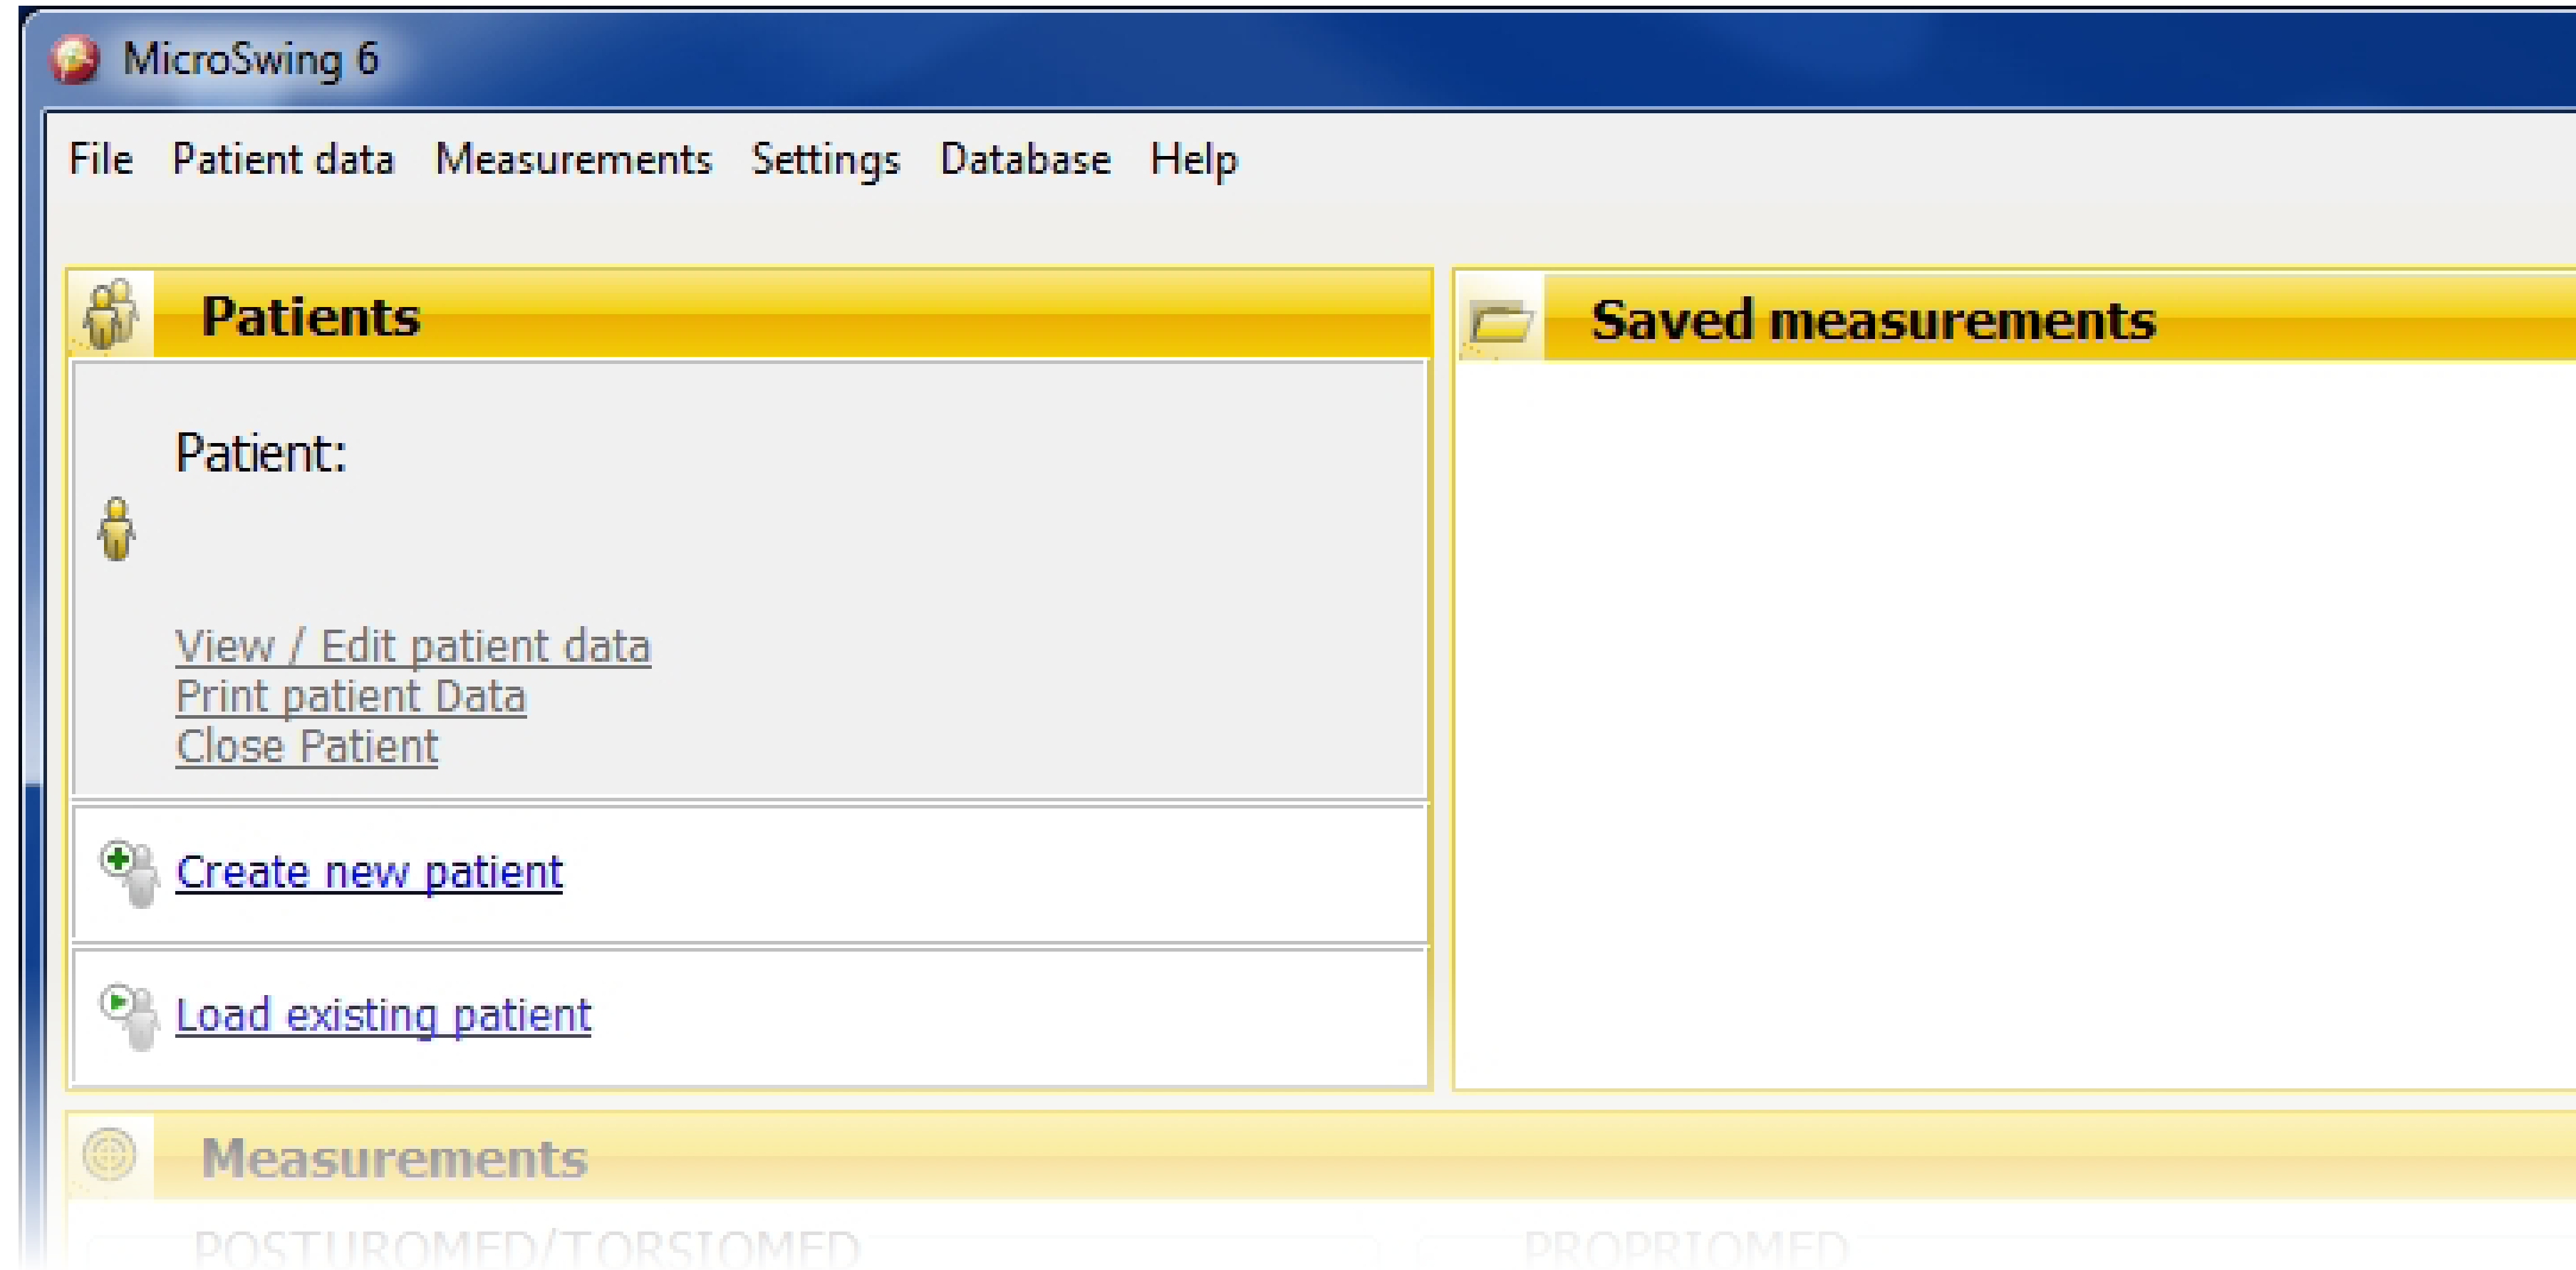 MicroSwing 6
File Patient data Measurements Settings Database Help
Patients
Saved measurements
Patient:
View / Edit patient data
Print patient Data
Close Patient
Create new patient
Load existing patient
Measurements
POSTUROMED/TORSIOMED
PROPRIOMED